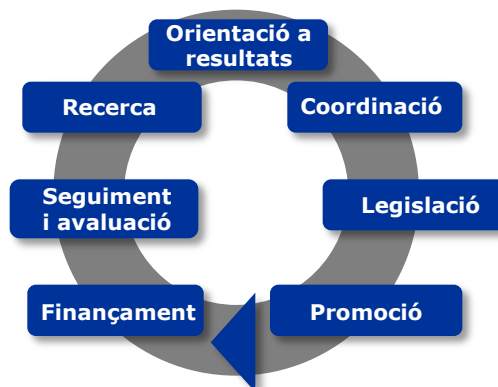 Orientació a
resultats
Recerca
Coordinació
Seguiment
i avaluació
Legislació
Finançament
Promoció